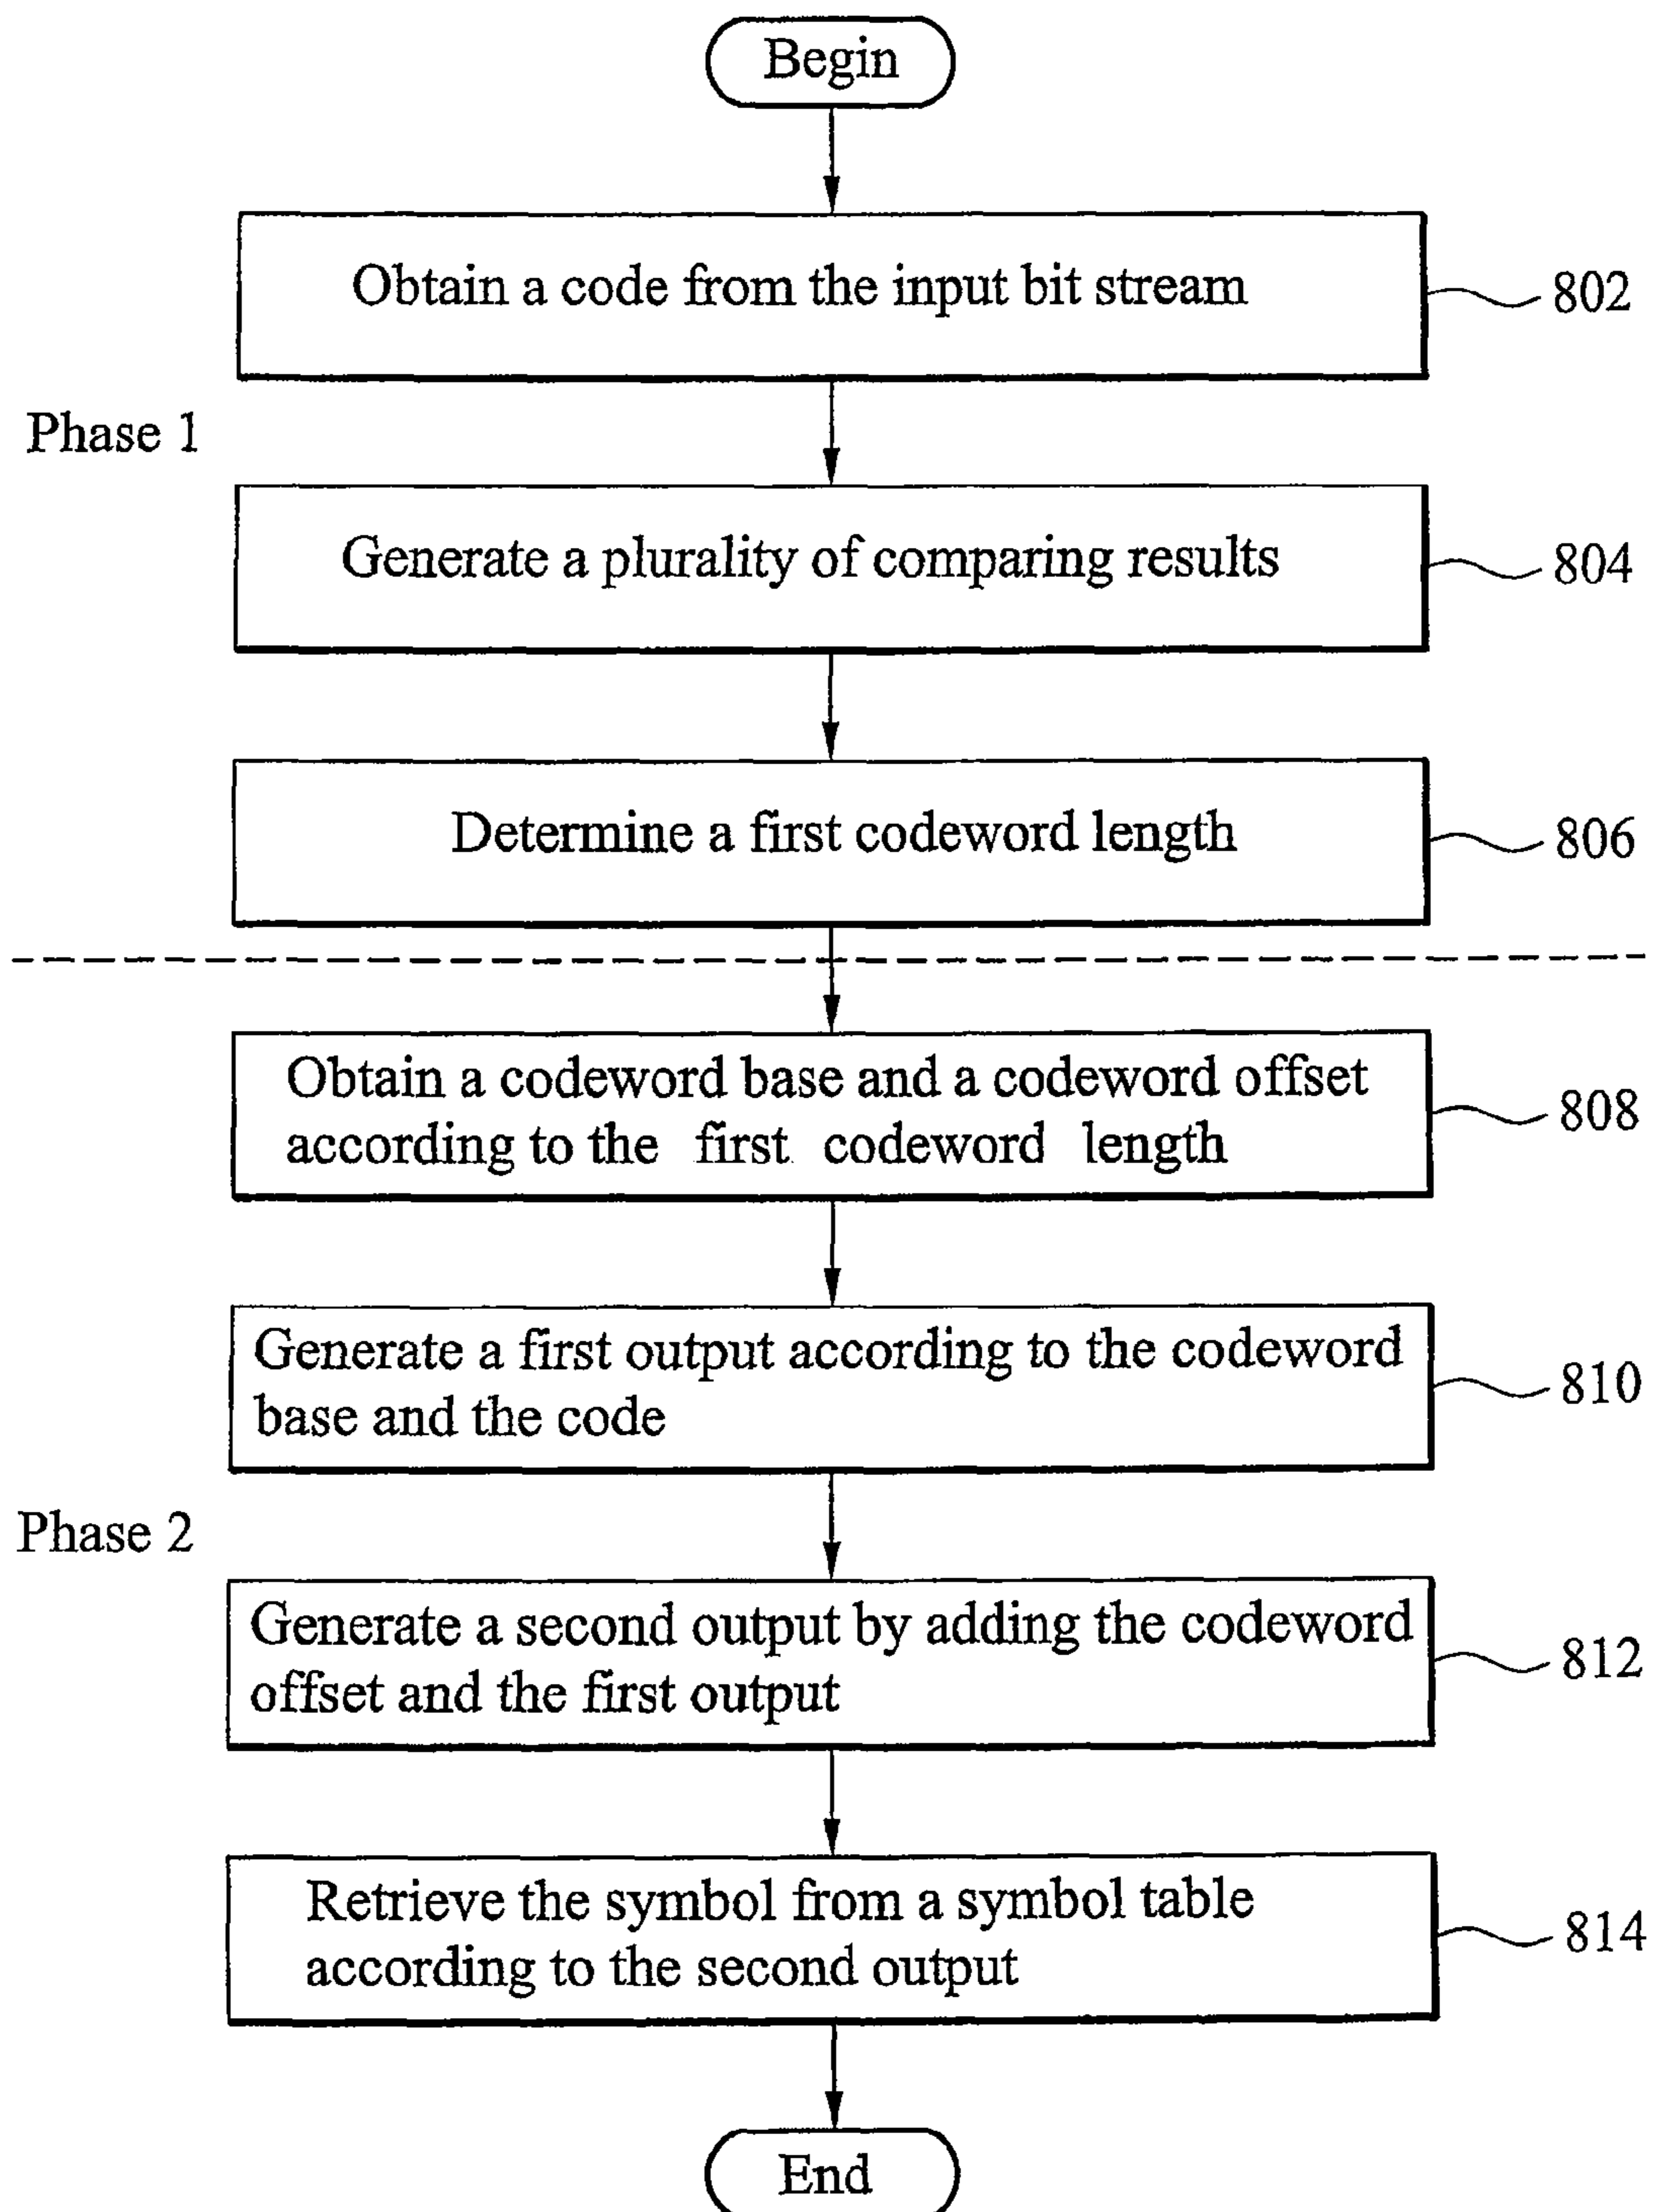 Begin
Obtain a code from the input bit stream
802
Phase 1
Generate a plurality of comparing results
804
Determine a first codeword length
806
Obtain a codeword base and a codeword offset
according to the first codeword length
808
Generate a first output according to the codeword
base and the code
810
Phase 2
Generate a second output by adding the codeword
offset and the first output
812
Retrieve the symbol from a symbol table
according to the second output
814
End